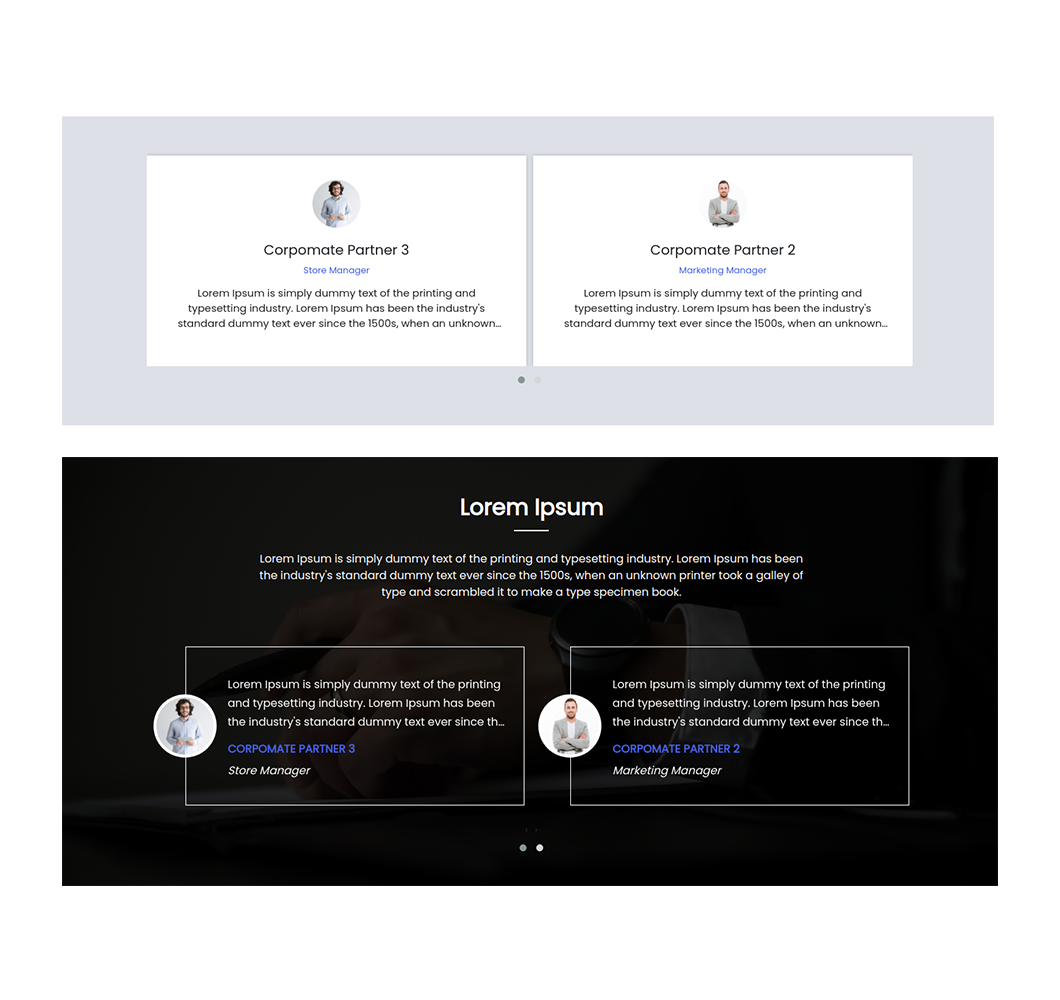 Corpomate Partner 3
Store Manager
Lorem Ipsum is simply dummy text of the printing and
typesetting industry. Lorem Ipsum has been the industry's
standard dummy text ever since the 1500s, when an unknown...
Corpomate Partner 2
Marketing Manager
Lorem Ipsum is simply dummy text of the printing and
typesetting industry. Lorem Ipsum has been the industry's
standard dummy text ever since the 1500s, when an unknown...
Lorem Ipsum
Lorem Ipsum is simply dummy text of the printing and typesetting industry. Lorem Ipsum has been
the industry's standard dummy text ever since the 1500s, when an unknown printer took a galley of
type and scrambled it to make a type specimen book.
Lorem Ipsum is simply dummy text of the printing
and typesetting industry. Lorem Ipsum has been
the industry's standard dummy text ever since th...
CORPOMATE PARTNER 3
Store Manager
Lorem Ipsum is simply dummy text of the printing
and typesetting industry. Lorem Ipsum has been
the industry's standard dummy text ever since th...
CORPOMATE PARTNER 2
Marketing Manager